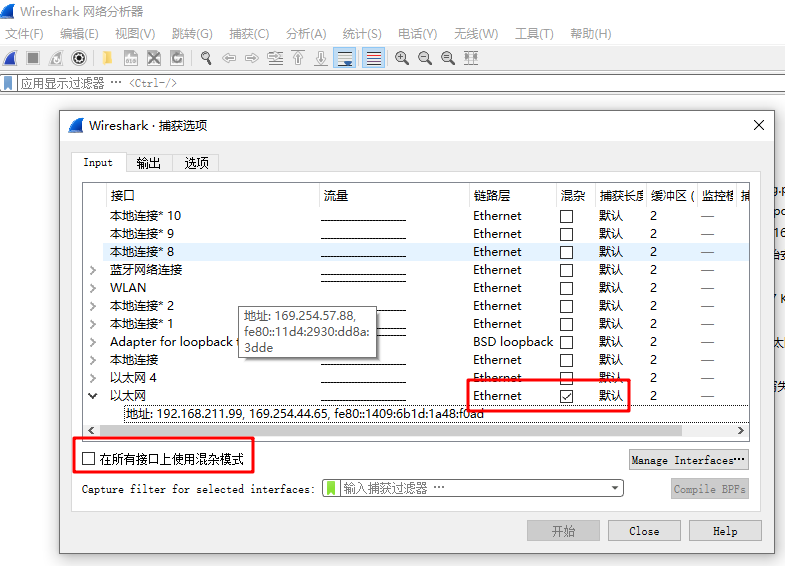 Wireshark 网络分析器
文件(F) 编辑(E) 视图(V) 跳转(G) 捕获(C) 分析(A) 统计(S) 电话(Y) 无线(W) 工具(T) 帮助(H)
应用显示过滤器 … <Ctrl-/>
Wireshark · 捕获选项
Input 输出 选项
接口 流量 链路层 混杂 捕获长度 缓冲区 ( 监控模 捕
本地连接* 10 Ethernet 默认 2 —
本地连接* 9 Ethernet 默认 2 —
本地连接* 8 Ethernet 默认 2 —
蓝牙网络连接 Ethernet 默认 2 —
WLAN Ethernet 默认 2 —
本地连接* 2 Ethernet 默认 2 —
本地连接* 1 Ethernet 默认 2 —
Adapter for loopback BSD loopback 默认 2 —
本地连接 Ethernet 默认 2 —
以太网 4 Ethernet 默认 2 —
以太网 Ethernet 默认 2 —
地址: 192.168.211.99, 169.254.44.65, fe80::1409:6b1d:1a48:f0ad
地址: 169.254.57.88,
fe80::11d4:2930:dd8a:
3dde
在所有接口上使用混杂模式
Manage Interfaces…
Capture filter for selected interfaces: 输入捕获过滤器 …
Compile BPFs
开始 Close Help